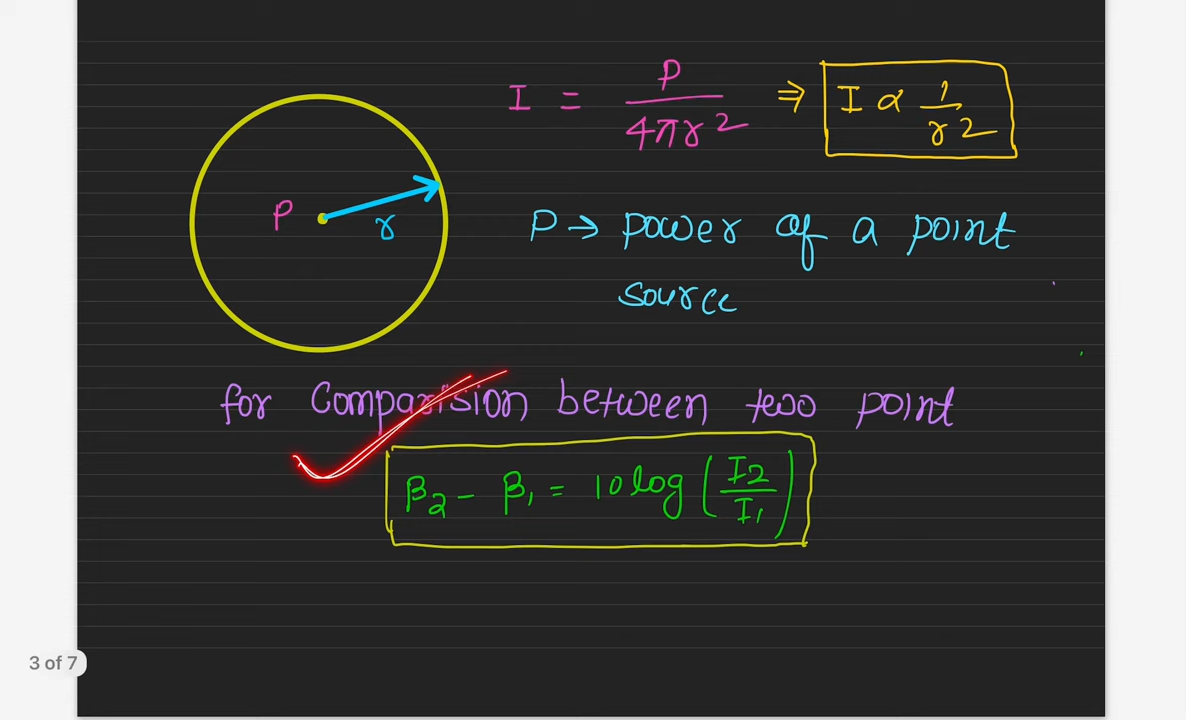 I = P / 4πr² ⇒ I ∝ 1 / r²
P r
P → power of a point
source
for Comparision between two point
β₂ - β₁ = 10 log (I₂ / I₁)
3 of 7